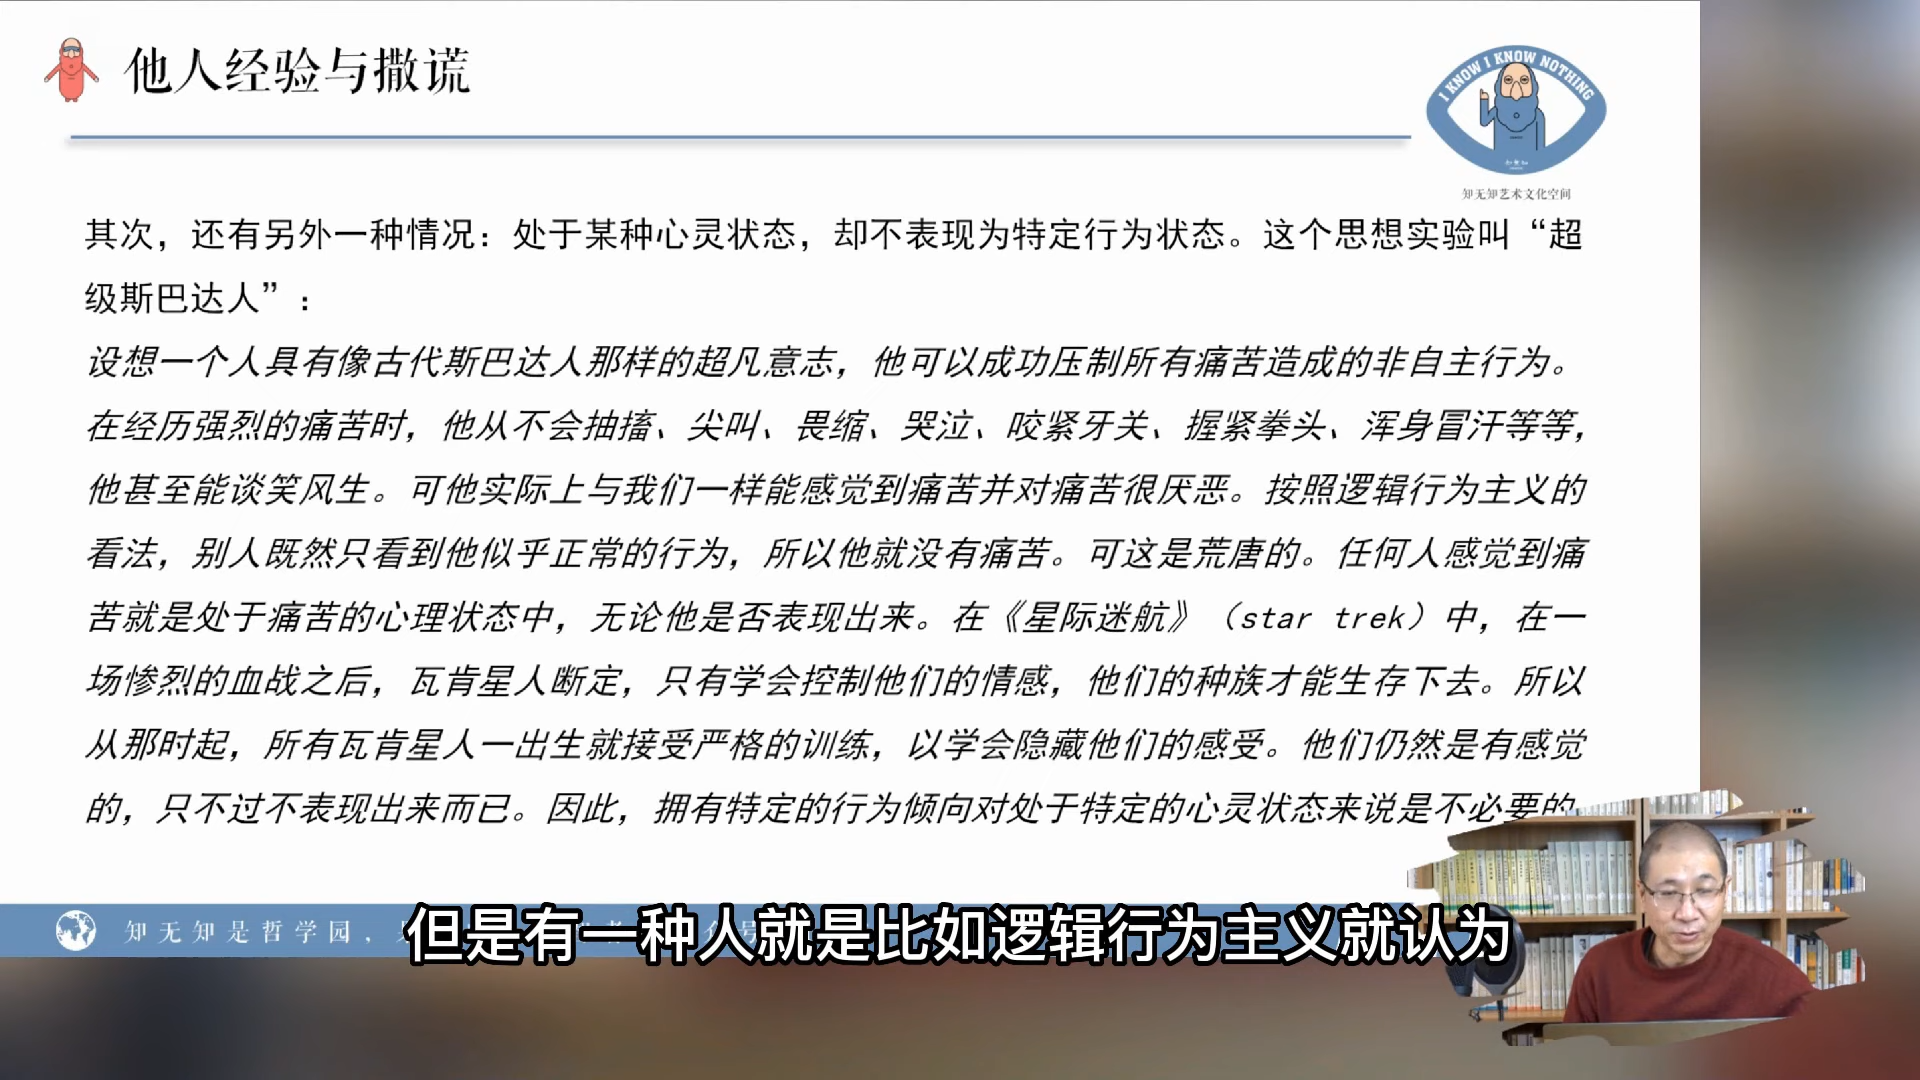 他人经验与撒谎
I KNOW I KNOW NOTHING
知无知
知无知艺术文化空间
其次，还有另外一种情况：处于某种心灵状态，却不表现为特定行为状态。这个思想实验叫“超
级斯巴达人”：
设想一个人具有像古代斯巴达人那样的超凡意志，他可以成功压制所有痛苦造成的非自主行为。
在经历强烈的痛苦时，他从不会抽搐、尖叫、畏缩、哭泣、咬紧牙关、握紧拳头、浑身冒汗等等，
他甚至能谈笑风生。可他实际上与我们一样能感觉到痛苦并对痛苦很厌恶。按照逻辑行为主义的
看法，别人既然只看到他似乎正常的行为，所以他就没有痛苦。可这是荒唐的。任何人感觉到痛
苦就是处于痛苦的心理状态中，无论他是否表现出来。在《星际迷航》（star trek）中，在一
场惨烈的血战之后，瓦肯星人断定，只有学会控制他们的情感，他们的种族才能生存下去。所以
从那时起，所有瓦肯星人一出生就接受严格的训练，以学会隐藏他们的感受。他们仍然是有感觉
的，只不过不表现出来而已。因此，拥有特定的行为倾向对处于特定的心灵状态来说是不必要的
知无知是哲学园，
但是有一种人就是比如逻辑行为主义就认为